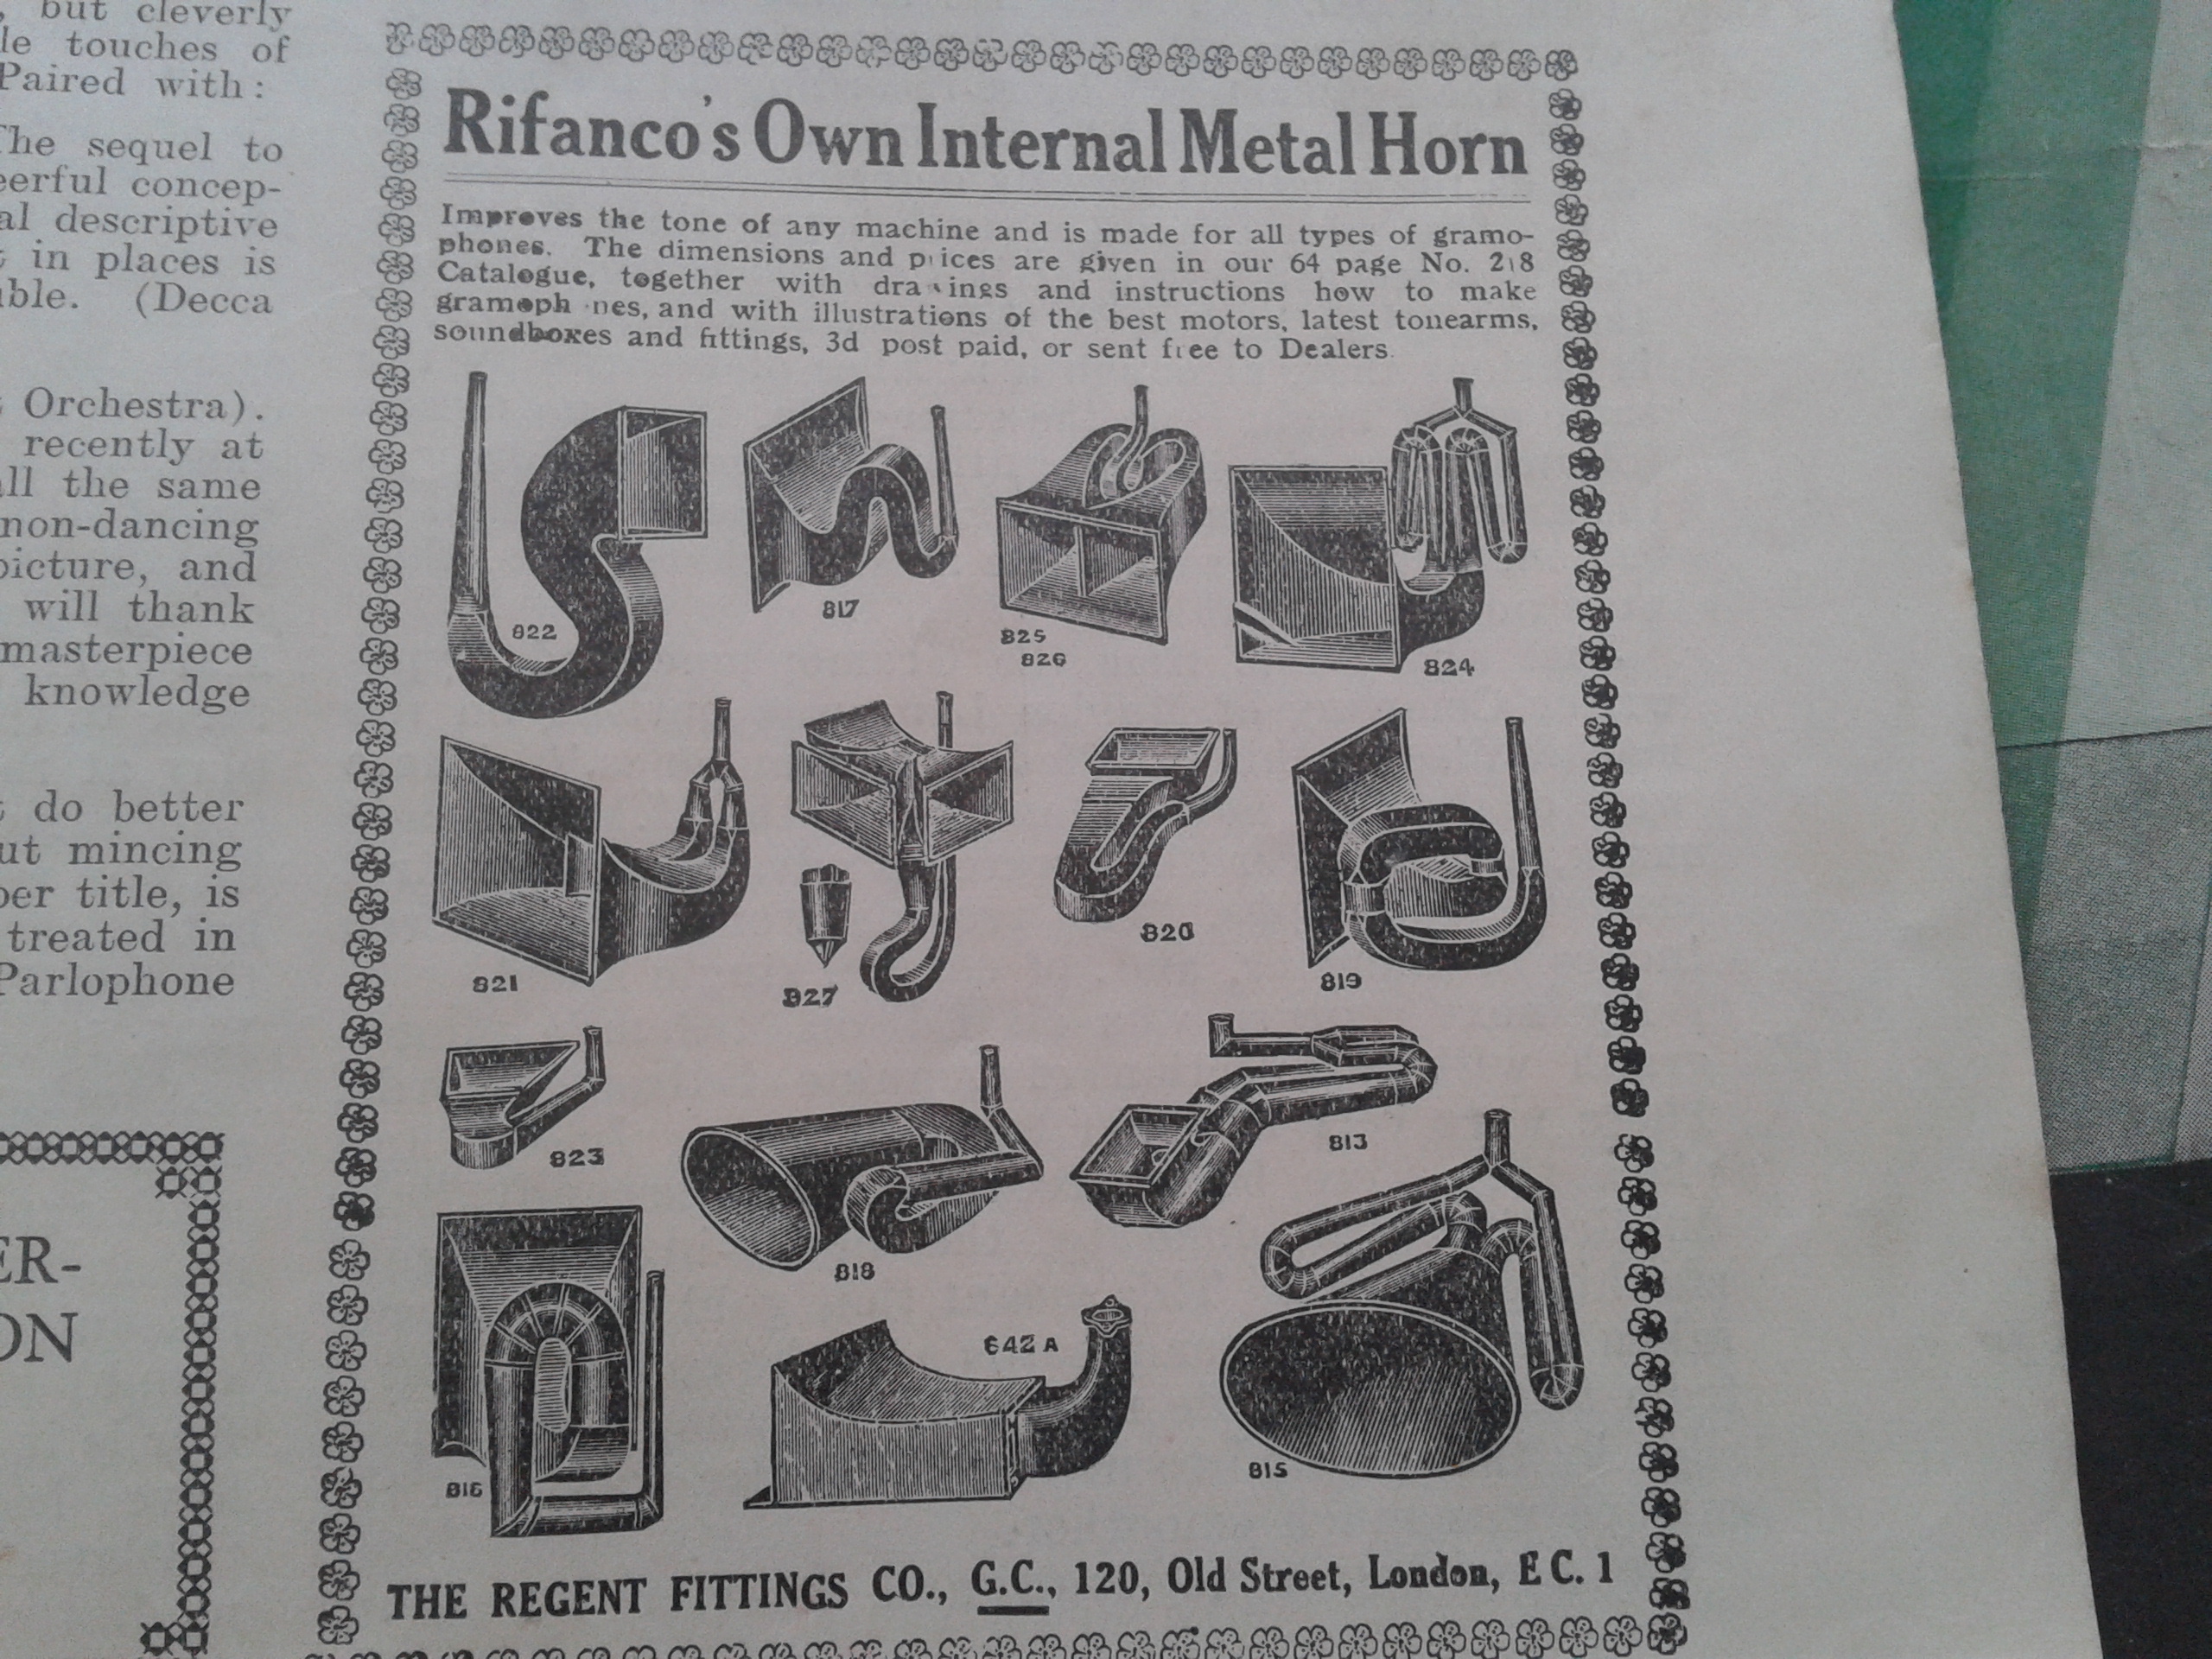 , but cleverly
le touches of
Paired with:
The sequel to
eerful concep-
al descriptive
t in places is
able. (Decca
t Orchestra).
recently at
all the same
non-dancing
picture, and
will thank
masterpiece
knowledge
t do better
ut mincing
per title, is
treated in
Parlophone
ER-
ON
Rifanco's Own Internal Metal Horn
Improves the tone of any machine and is made for all types of gramo-
phones. The dimensions and prices are given in our 64 page No. 218
Catalogue, together with drawings and instructions how to make
gramoph nes, and with illustrations of the best motors, latest tonearms,
soundboxes and fittings, 3d post paid, or sent free to Dealers.
822
817
825
826
824
821
827
820
819
823
818
813
816
642 A
815
THE REGENT FITTINGS CO., G.C., 120, Old Street, London, E C. 1